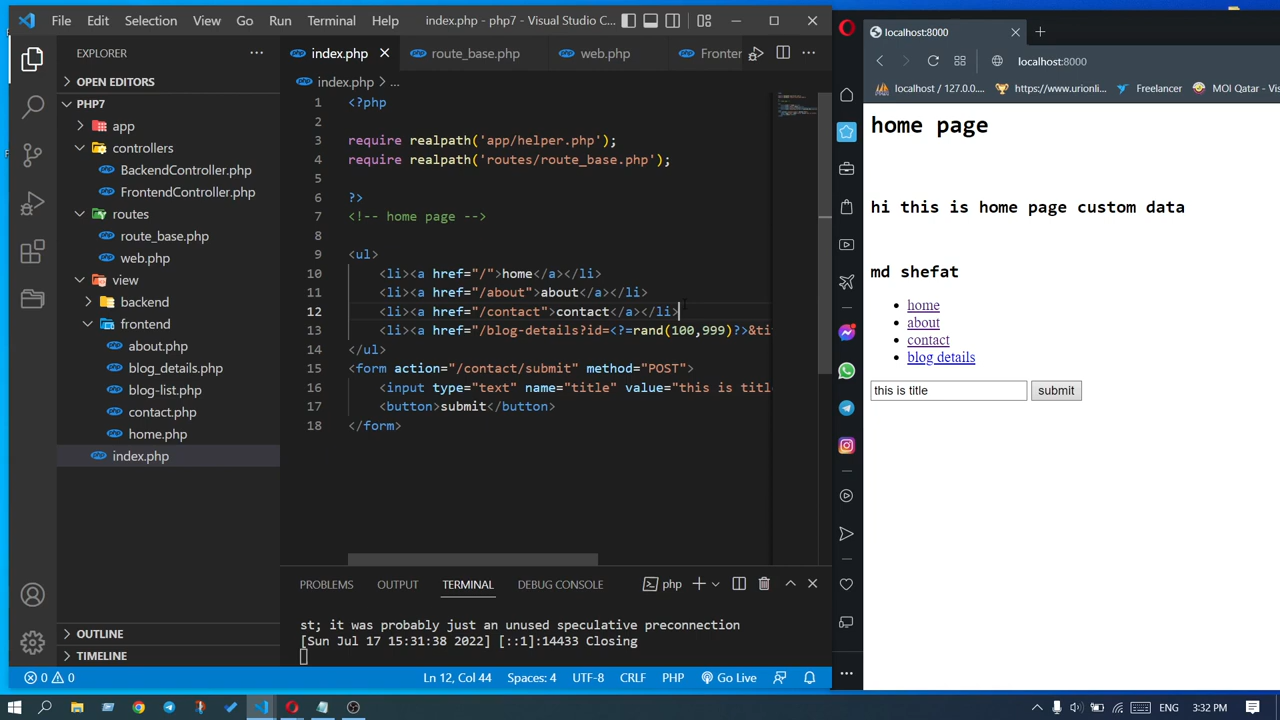 File Edit Selection View Go Run Terminal Help index.php - php7 - Visual Studio C...
EXPLORER
OPEN EDITORS
PHP7
app
controllers
BackendController.php
FrontendController.php
routes
route_base.php
web.php
view
backend
frontend
about.php
blog_details.php
blog-list.php
contact.php
home.php
index.php
OUTLINE
TIMELINE
index.php route_base.php web.php Fronter
index.php > ...
1 <?php
2
3 require realpath('app/helper.php');
4 require realpath('routes/route_base.php');
5
6 ?>
7 <!-- home page -->
8
9 <ul>
10 <li><a href="/">home</a></li>
11 <li><a href="/about">about</a></li>
12 <li><a href="/contact">contact</a></li>
13 <li><a href="/blog-details?id=<?=rand(100,999)?>&ti
14 </ul>
15 <form action="/contact/submit" method="POST">
16 <input type="text" name="title" value="this is titl
17 <button>submit</button>
18 </form>
PROBLEMS OUTPUT TERMINAL DEBUG CONSOLE php
st; it was probably just an unused speculative preconnection
[Sun Jul 17 15:31:38 2022] [::1]:14433 Closing
0 0 Ln 12, Col 44 Spaces: 4 UTF-8 CRLF PHP Go Live
localhost:8000
localhost:8000
localhost / 127.0.0.... https://www.urionli... Freelancer MOI Qatar - Vis
home page
hi this is home page custom data
md shefat
home
about
contact
blog details
this is title submit
ENG 3:32 PM